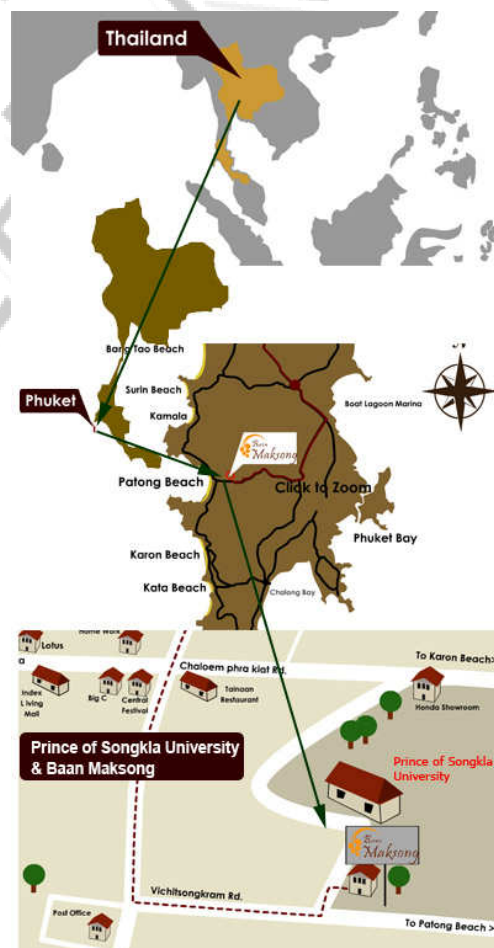 Thailand
Bang Tao Beach
Surin Beach
Phuket
Kamala
Boat Lagoon Marina
N
Baan
Maksong
Patong Beach
Click to Zoom
Phuket Bay
Karon Beach
Kata Beach
Chalong Bay
Home Work
Lotus
a
Index
Living
Mall
Big C
Central
Festival
Chaloem phra kiat Rd.
Tainaan
Restaurant
To Karon Beach>
Honda Showroom
Prince of Songkla University
& Baan Maksong
Prince of Songkla
University
Baan
Maksong
Vichitsongkram Rd.
Post Office
To Patong Beach >